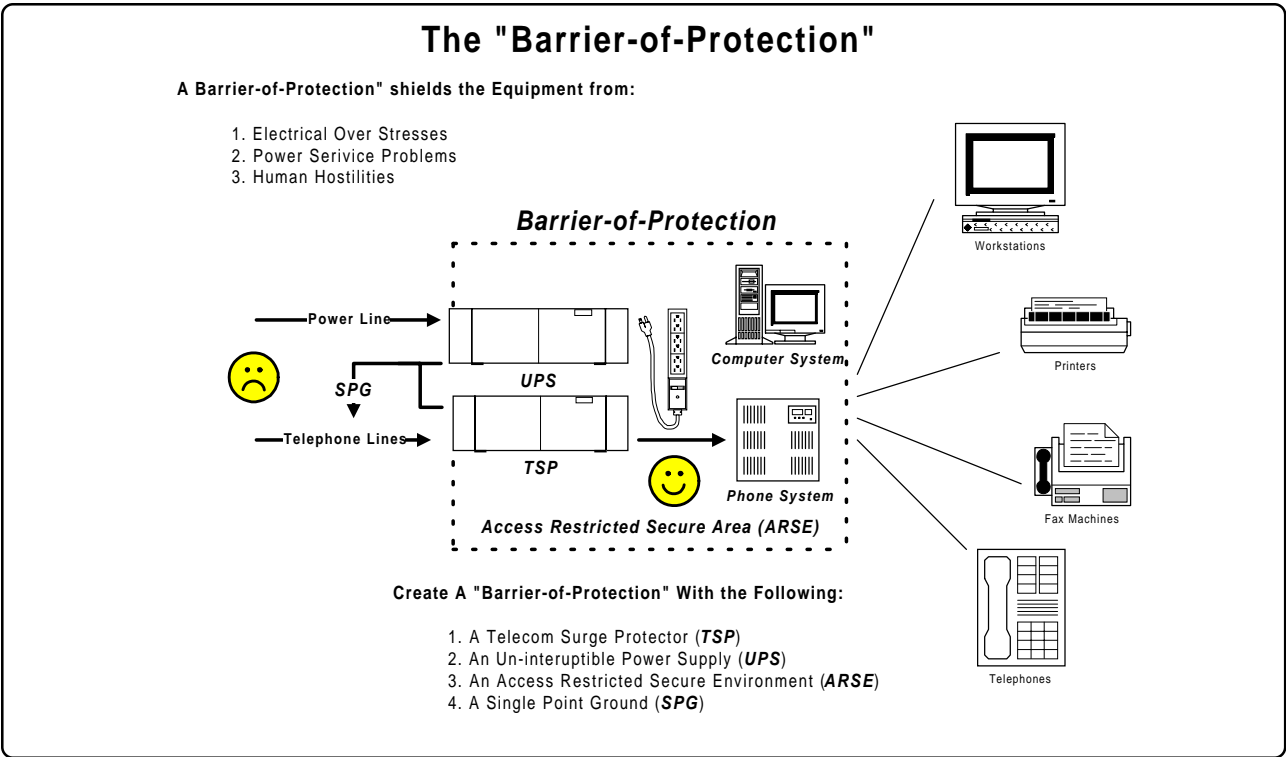 The "Barrier-of-Protection"
A Barrier-of-Protection" shields the Equipment from:
1. Electrical Over Stresses
2. Power Serivice Problems
3. Human Hostilities
Barrier-of-Protection
Workstations
Power Line
Computer System
Printers
UPS
SPG
Telephone Lines
TSP
Phone System
Fax Machines
Access Restricted Secure Area (ARSE)
Create A "Barrier-of-Protection" With the Following:
1. A Telecom Surge Protector (TSP)
2. An Un-interuptible Power Supply (UPS)
3. An Access Restricted Secure Environment (ARSE)
4. A Single Point Ground (SPG)
Telephones